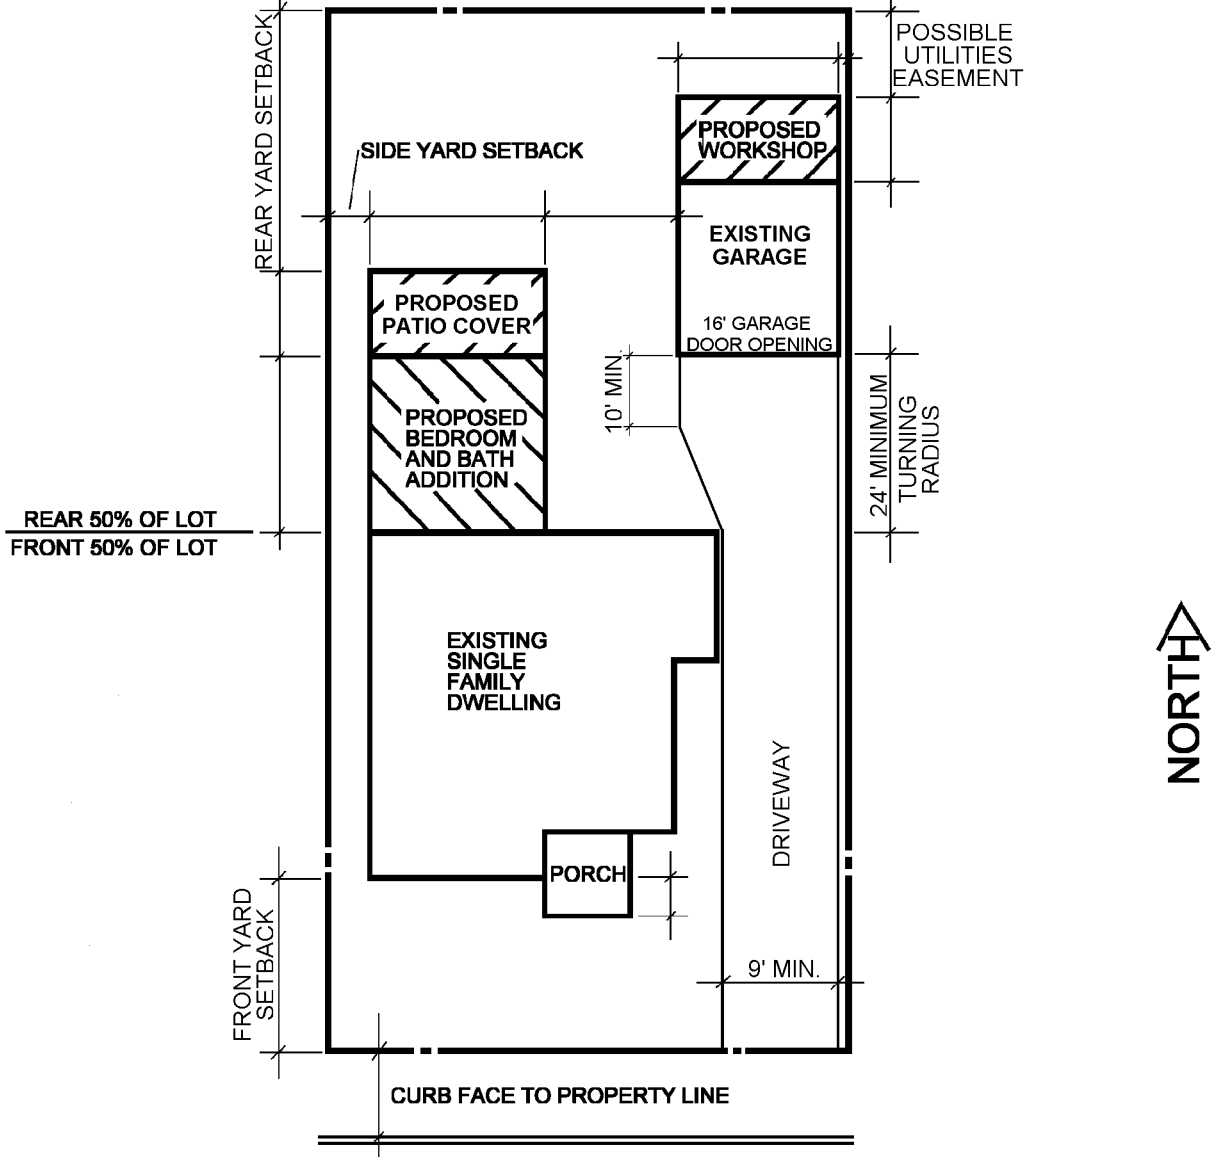 POSSIBLE
UTILITIES
EASEMENT
REAR YARD SETBACK
SIDE YARD SETBACK
PROPOSED
WORKSHOP
EXISTING
GARAGE
16' GARAGE
DOOR OPENING
PROPOSED
PATIO COVER
10' MIN.
24' MINIMUM
TURNING
RADIUS
PROPOSED
BEDROOM
AND BATH
ADDITION
REAR 50% OF LOT
FRONT 50% OF LOT
EXISTING
SINGLE
FAMILY
DWELLING
NORTH
DRIVEWAY
PORCH
FRONT YARD
SETBACK
9' MIN.
CURB FACE TO PROPERTY LINE